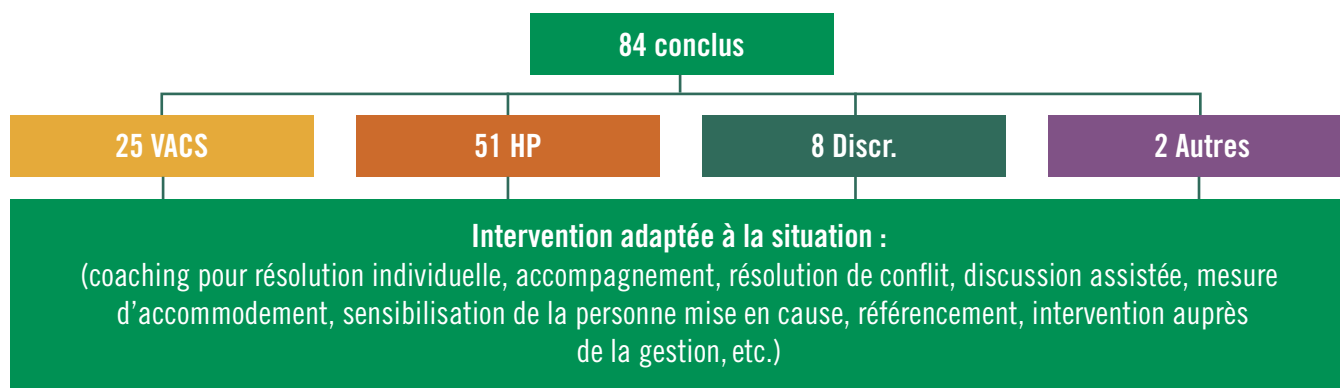 84 conclus
25 VACS
51 HP
8 Discr.
2 Autres
Intervention adaptée à la situation :
(coaching pour résolution individuelle, accompagnement, résolution de conflit, discussion assistée, mesure
d’accommodement, sensibilisation de la personne mise en cause, référencement, intervention auprès
de la gestion, etc.)